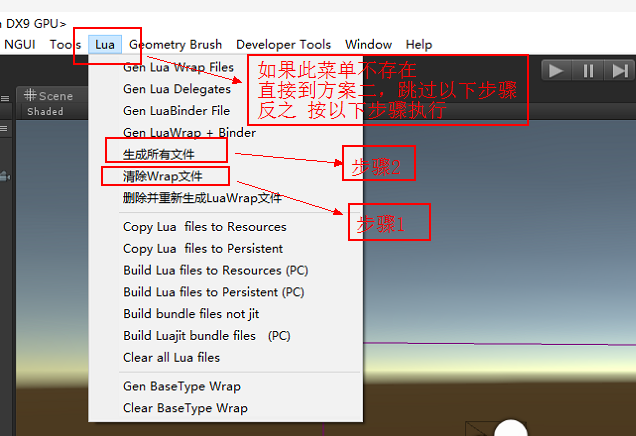 DX9 GPU>
NGUI Tools Lua Geometry Brush Developer Tools Window Help
Gen Lua Wrap Files
Gen Lua Delegates
Gen LuaBinder File
Gen LuaWrap + Binder
生成所有文件
清除Wrap文件
删除并重新生成LuaWrap文件
Copy Lua files to Resources
Copy Lua files to Persistent
Build Lua files to Resources (PC)
Build Lua files to Persistent (PC)
Build bundle files not jit
Build Luajit bundle files (PC)
Clear all Lua files
Gen BaseType Wrap
Clear BaseType Wrap
如果此菜单不存在
直接到方案二，跳过以下步骤
反之 按以下步骤执行
步骤2
步骤1
Scene
Shaded